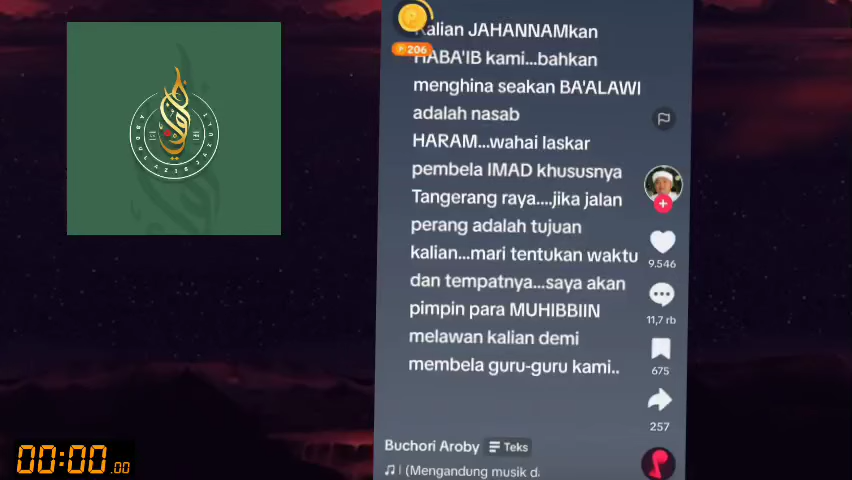 Kalian JAHANNAMkan
206
HABA'IB kami...bahkan
menghina seakan BA'ALAWI
adalah nasab
HARAM...wahai laskar
pembela IMAD khususnya
Tangerang raya....jika jalan
perang adalah tujuan
kalian...mari tentukan waktu
dan tempatnya...saya akan
pimpin para MUHIBBIIN
melawan kalian demi
membela guru-guru kami..
9.546
11,7 rb
675
257
Buchori Aroby Teks
(Mengandung musik d
00:00.00